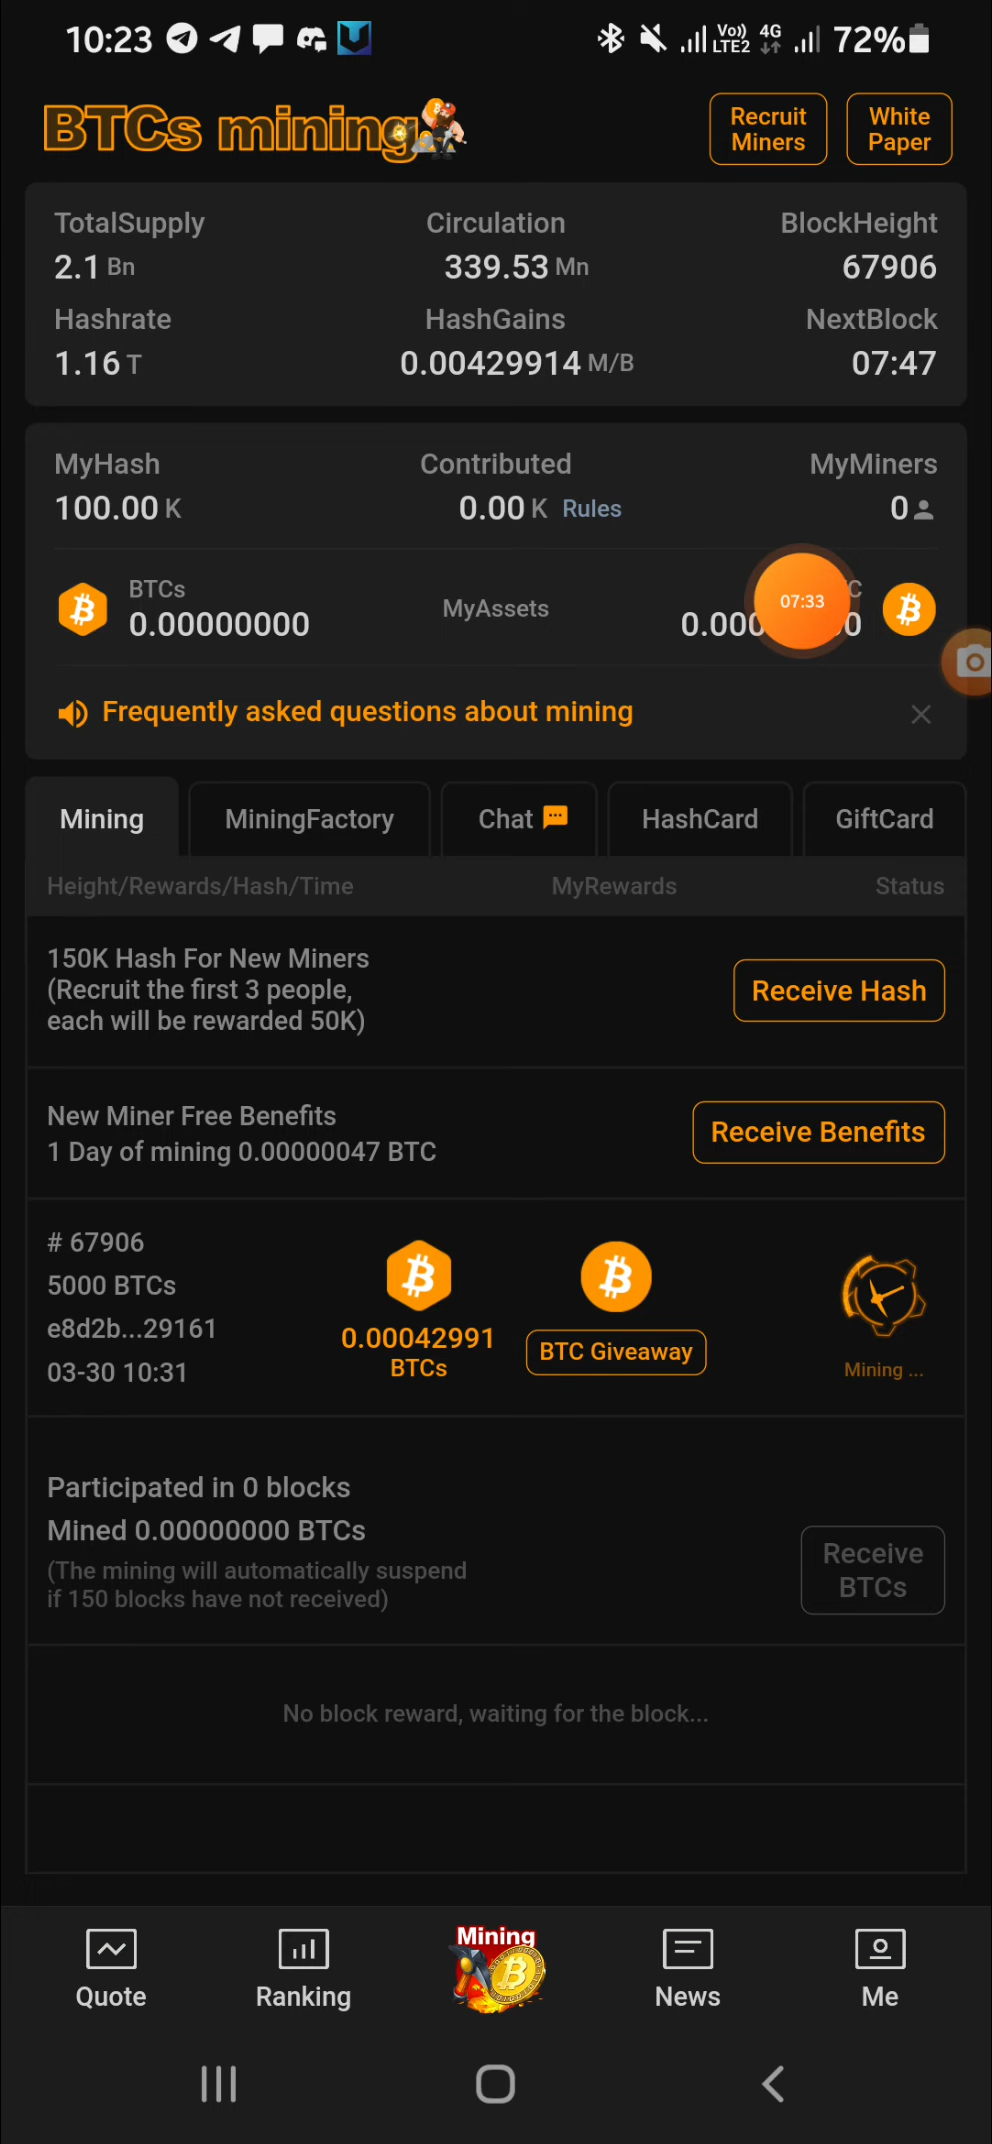 10:23 Vo)) LTE2 4G 72%
BTCs mining
Recruit Miners
White Paper
TotalSupply Circulation BlockHeight
2.1 Bn 339.53 Mn 67906
Hashrate HashGains NextBlock
1.16 T 0.00429914 M/B 07:47
MyHash Contributed MyMiners
100.00 K 0.00 K Rules 0
BTCs
0.00000000
MyAssets
07:33
C
0.000 0
Frequently asked questions about mining
Mining MiningFactory Chat HashCard GiftCard
Height/Rewards/Hash/Time MyRewards Status
150K Hash For New Miners
(Recruit the first 3 people,
each will be rewarded 50K)
Receive Hash
New Miner Free Benefits
1 Day of mining 0.00000047 BTC
Receive Benefits
# 67906
5000 BTCs
e8d2b...29161
03-30 10:31
0.00042991
BTCs
BTC Giveaway
Mining ...
Participated in 0 blocks
Mined 0.00000000 BTCs
(The mining will automatically suspend
if 150 blocks have not received)
Receive
BTCs
No block reward, waiting for the block...
Mining
Quote Ranking News Me